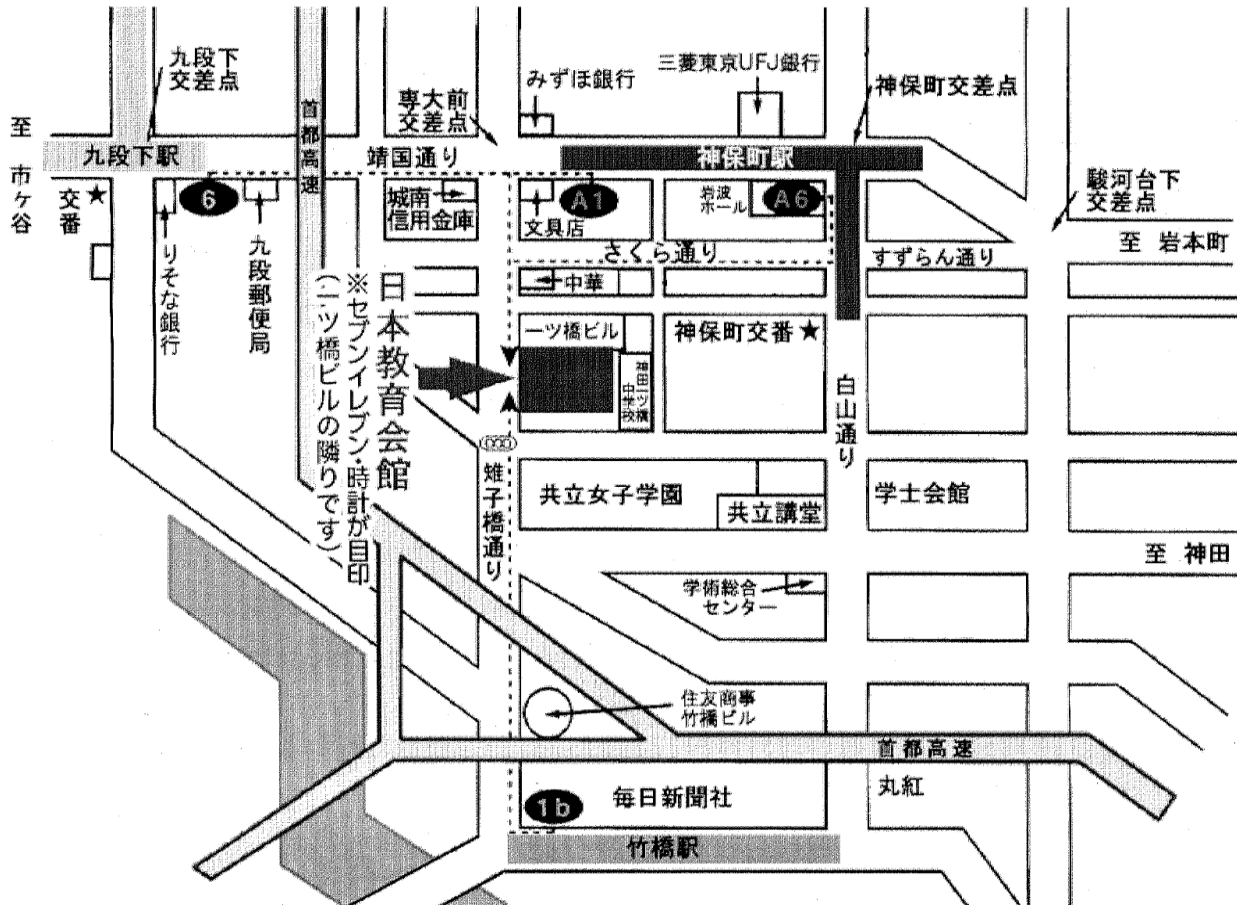 九段下
交差点
首都高速
専大前
交差点
みずほ銀行
三菱東京UFJ銀行
神保町交差点
至 市ヶ谷
九段下駅
靖国通り
神保町駅
交番
6
城南
信用金庫
A1
文具店
岩波
ホール
A6
駿河台下
交差点
至 岩本町
りそな銀行
九段郵便局
さくら通り
すずらん通り
中華
日本教育会館
※セブンイレブン・時計が目印
(一ツ橋ビルの隣りです)
一ツ橋ビル
神田一ツ橋
中学校
神保町交番
白山通り
雉子橋通り
共立女子学園
共立講堂
学士会館
至 神田
学術総合
センター
住友商事
竹橋ビル
首都高速
1b
毎日新聞社
丸紅
竹橋駅